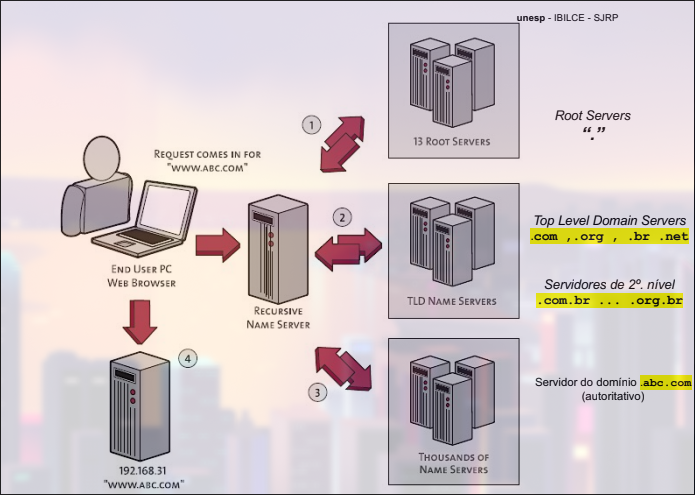 unesp - IBILCE - SJRP
1
13 Root Servers
Root Servers
“.”
Request comes in for
"www.abc.com"
End User PC
Web Browser
Recursive
Name Server
2
TLD Name Servers
Top Level Domain Servers
.com ,.org , .br .net
Servidores de 2º. nível
.com.br ... .org.br
3
Thousands of
Name Servers
Servidor do domínio .abc.com
(autoritativo)
4
192.168.31
"www.abc.com"